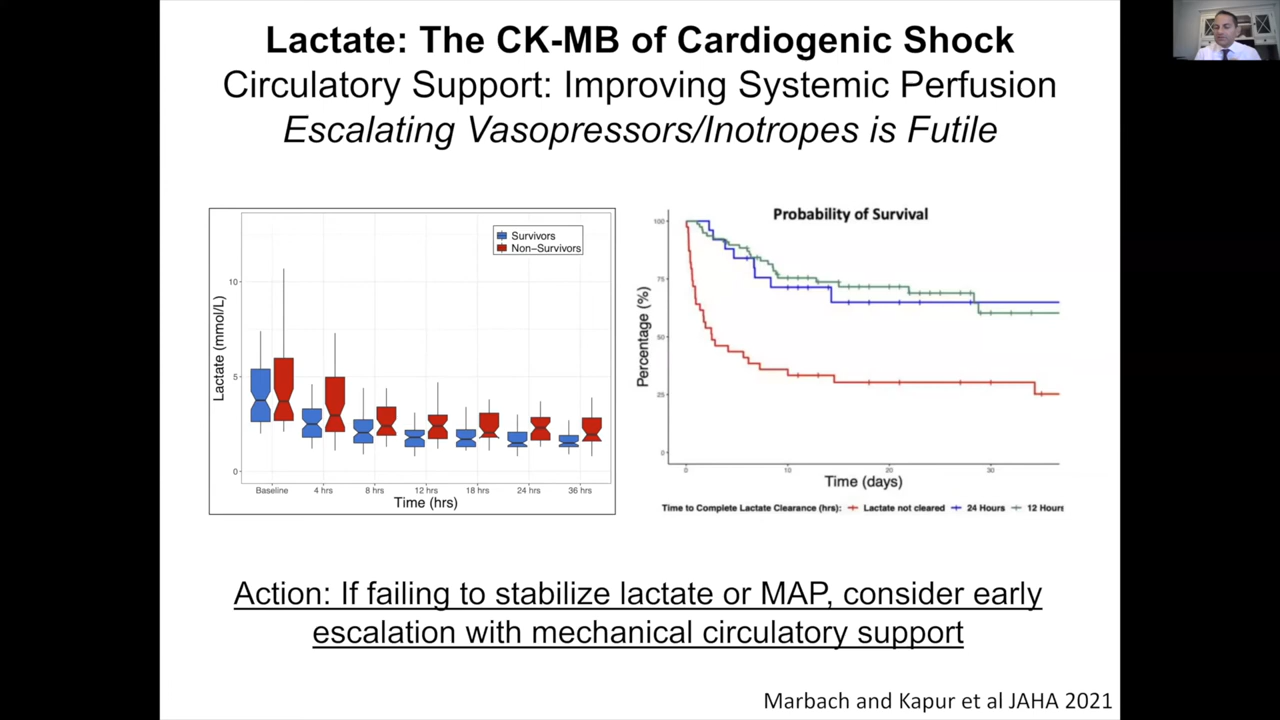 Lactate: The CK-MB of Cardiogenic Shock
Circulatory Support: Improving Systemic Perfusion
Escalating Vasopressors/Inotropes is Futile
Survivors
Non-Survivors
10
5
0
Lactate (mmol/L)
Baseline 4 hrs 8 hrs 12 hrs 18 hrs 24 hrs 36 hrs
Time (hrs)
Probability of Survival
100
75
50
25
0
Percentage (%)
0 10 20 30
Time (days)
Time to Complete Lactate Clearance (hrs): Lactate not cleared 24 Hours 12 Hours
Action: If failing to stabilize lactate or MAP, consider early
escalation with mechanical circulatory support
Marbach and Kapur et al JAHA 2021